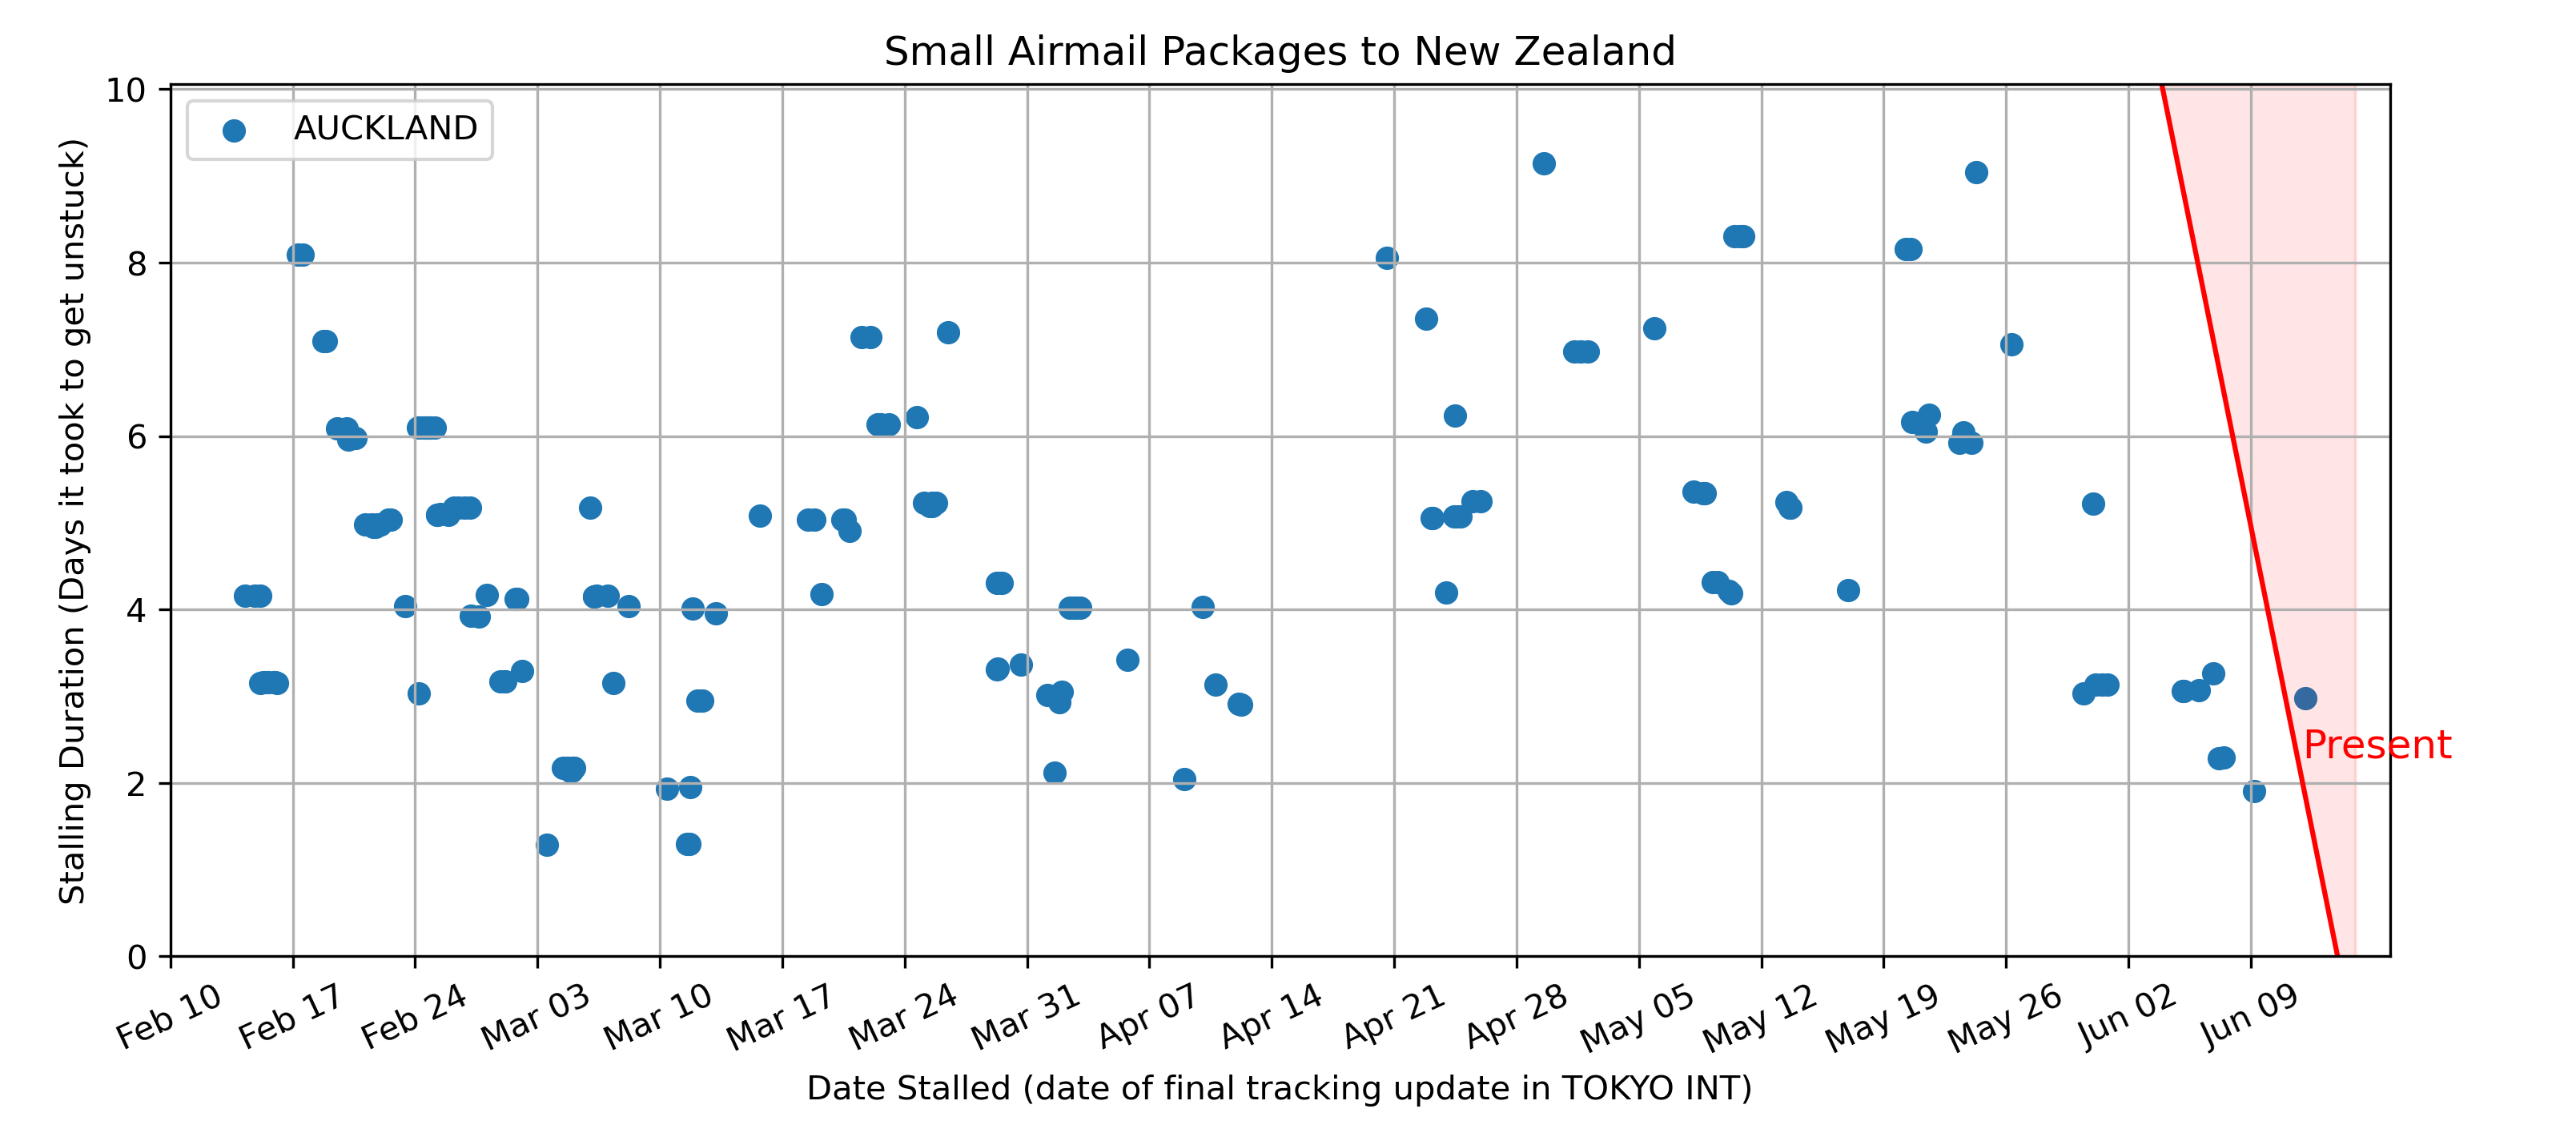 Small Airmail Packages to New Zealand
AUCKLAND
Stalling Duration (Days it took to get unstuck)
10
8
6
4
2
0
Present
Feb 10
Feb 17
Feb 24
Mar 03
Mar 10
Mar 17
Mar 24
Mar 31
Apr 07
Apr 14
Apr 21
Apr 28
May 05
May 12
May 19
May 26
Jun 02
Jun 09
Date Stalled (date of final tracking update in TOKYO INT)